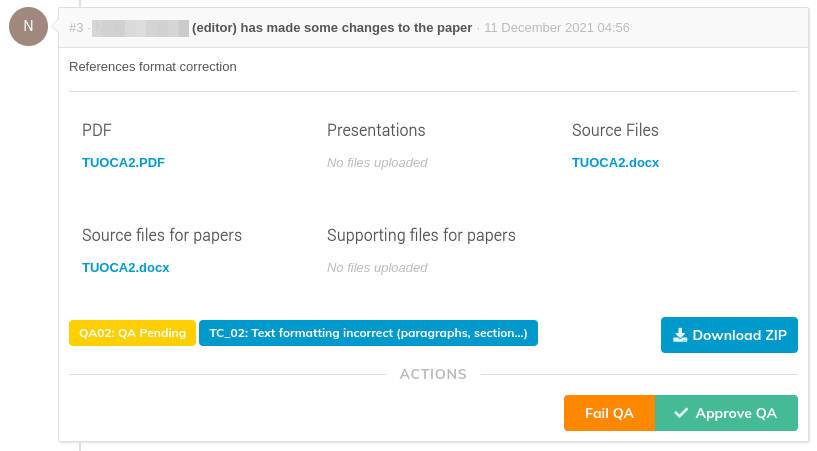 N
#3 · (editor) has made some changes to the paper · 11 December 2021 04:56
References format correction
PDF Presentations Source Files
TUOCA2.PDF No files uploaded TUOCA2.docx
Source files for papers Supporting files for papers
TUOCA2.docx No files uploaded
QA02: QA Pending TC_02: Text formatting incorrect (paragraphs, section...) Download ZIP
ACTIONS
Fail QA Approve QA